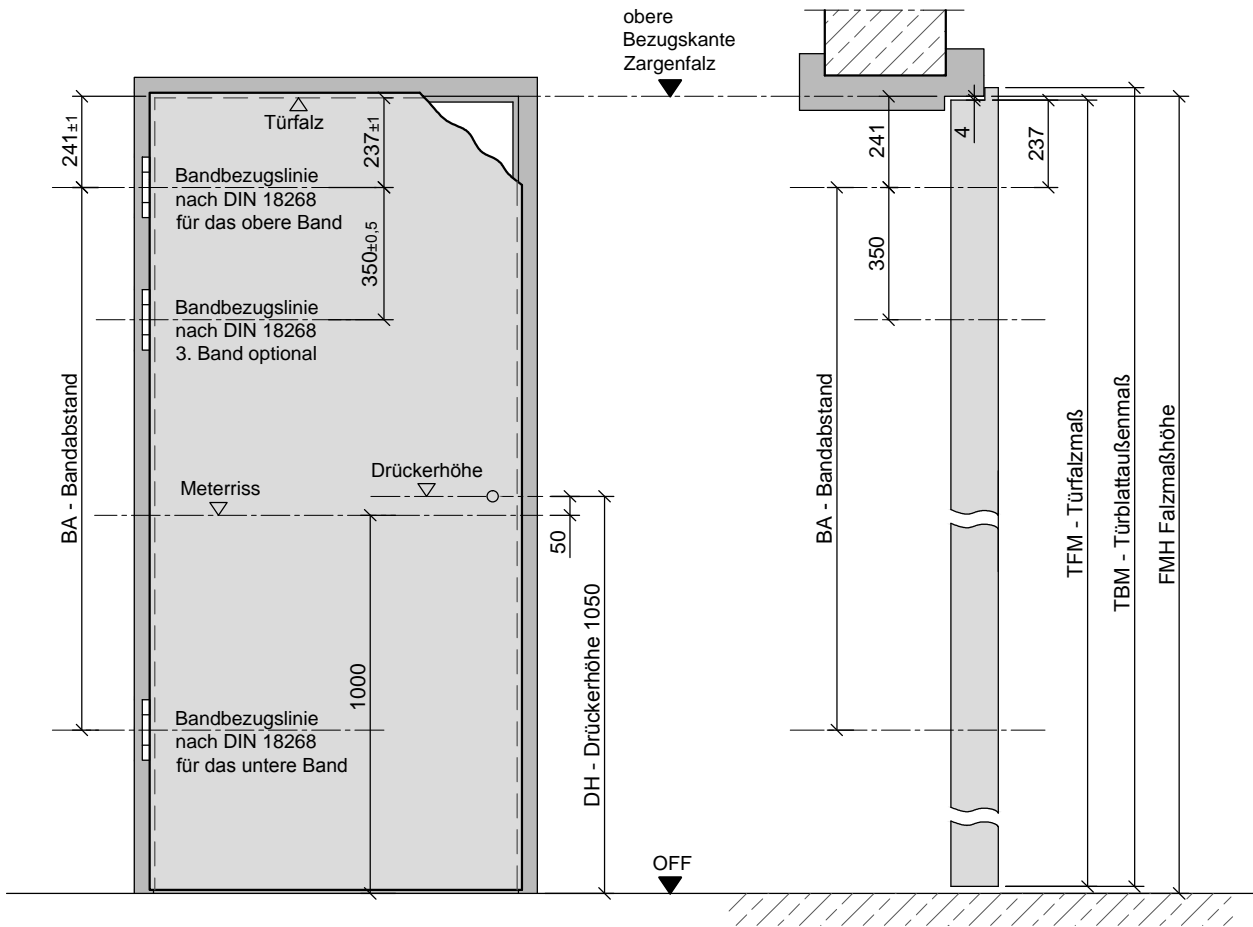 obere
Bezugskante
Zargenfalz
Türfalz
241±1
237±1
Bandbezugslinie
nach DIN 18268
für das obere Band
350±0,5
Bandbezugslinie
nach DIN 18268
3. Band optional
BA - Bandabstand
Meterriss
Drückerhöhe
50
1000
DH - Drückerhöhe 1050
Bandbezugslinie
nach DIN 18268
für das untere Band
OFF
241
4
237
350
BA - Bandabstand
TFM - Türfalzmaß
TBM - Türblattaußenmaß
FMH Falzmaßhöhe